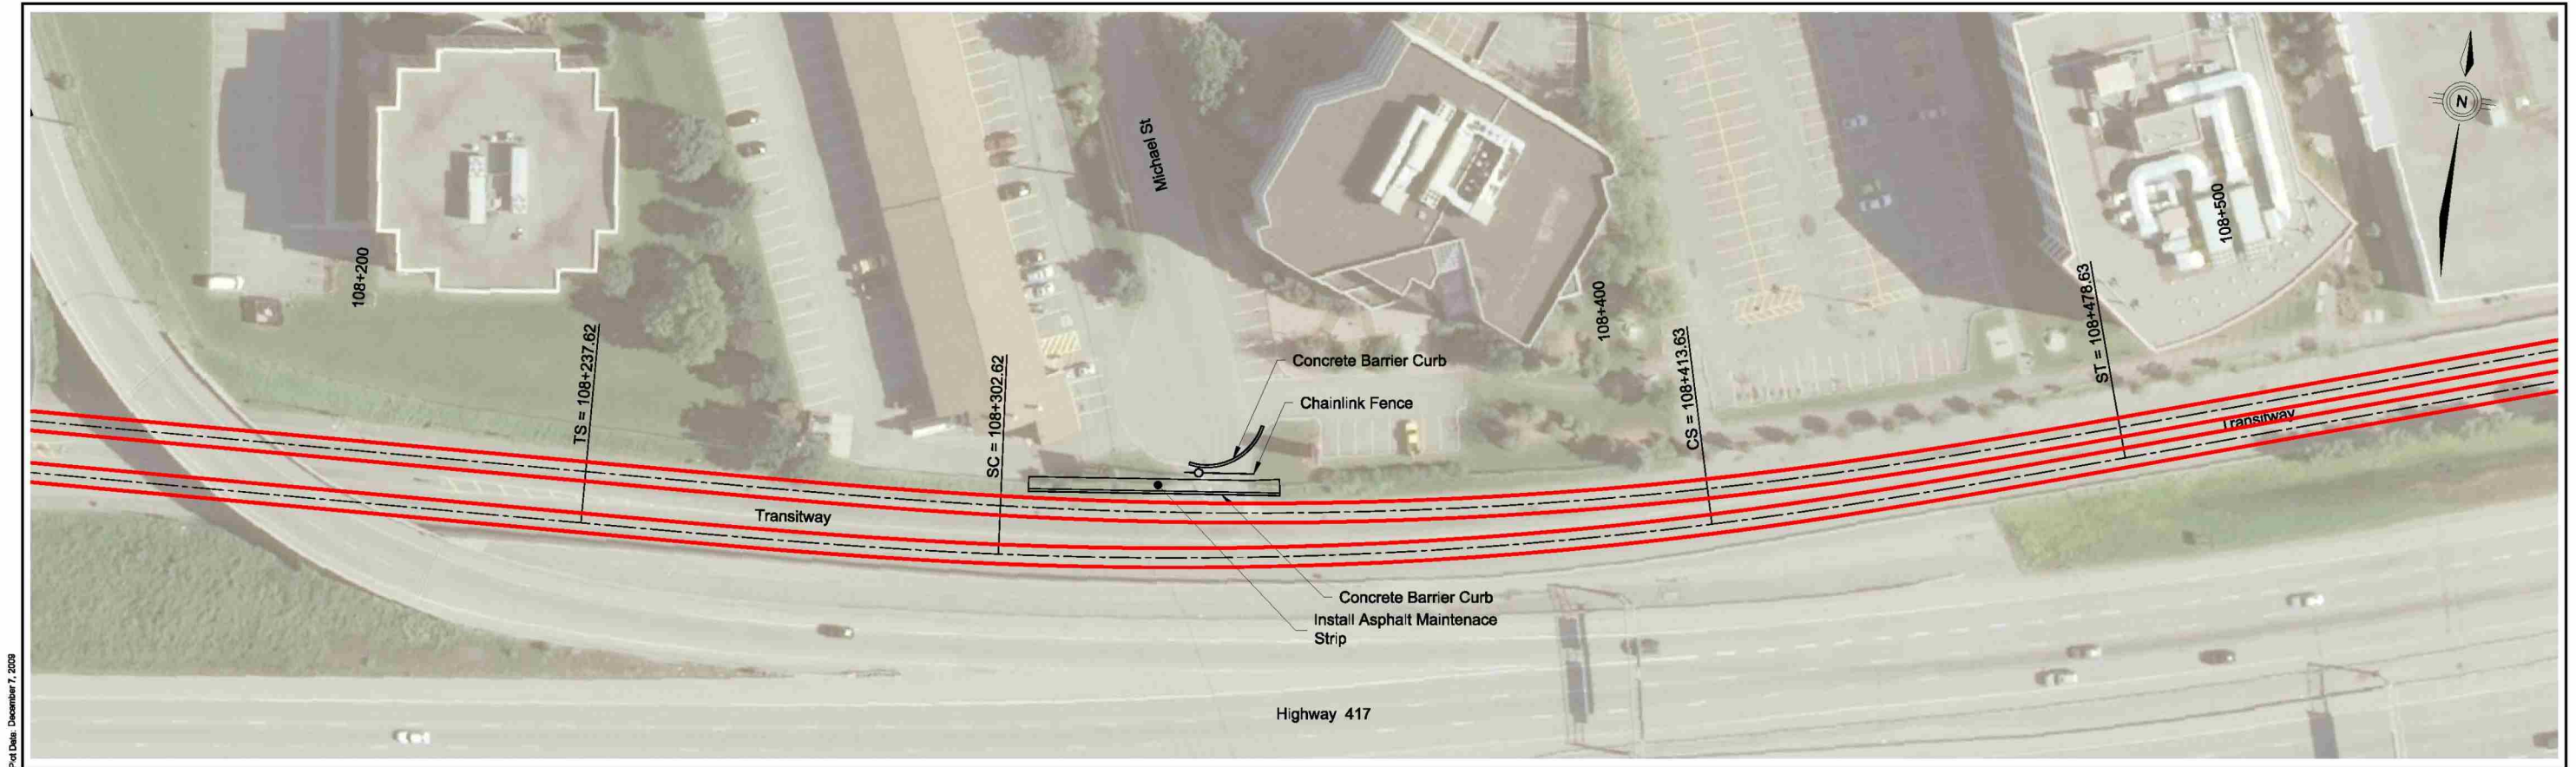 N
Michael St
108+200
108+500
108+400
TS = 108+237.62
SC = 108+302.62
CS = 108+413.63
ST = 108+478.63
Concrete Barrier Curb
Chainlink Fence
Transitway
Transitway
Concrete Barrier Curb
Install Asphalt Maintenace
Strip
Highway 417
Plot Date: December 7, 2009